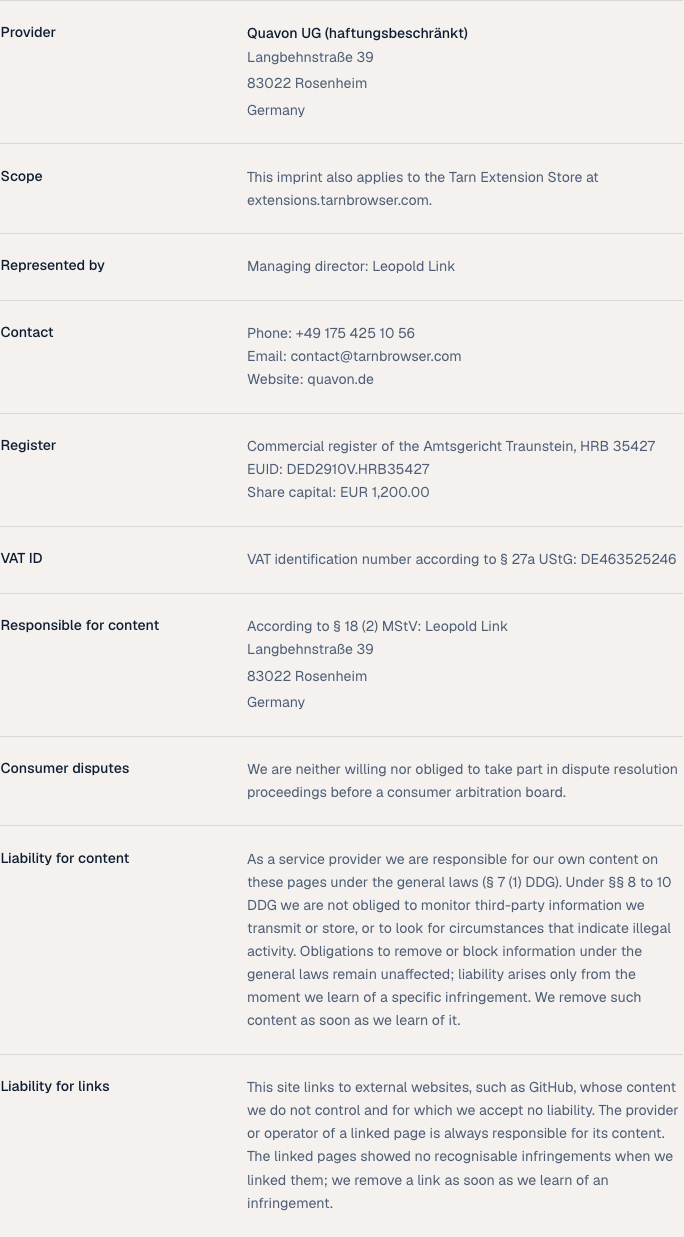 Provider
Quavon UG (haftungsbeschränkt)
Langbehnstraße 39
83022 Rosenheim
Germany
Scope
This imprint also applies to the Tarn Extension Store at
extensions.tarnbrowser.com.
Represented by
Managing director: Leopold Link
Contact
Phone: +49 175 425 10 56
Email: contact@tarnbrowser.com
Website: quavon.de
Register
Commercial register of the Amtsgericht Traunstein, HRB 35427
EUID: DED2910V.HRB35427
Share capital: EUR 1,200.00
VAT ID
VAT identification number according to § 27a UStG: DE463525246
Responsible for content
According to § 18 (2) MStV: Leopold Link
Langbehnstraße 39
83022 Rosenheim
Germany
Consumer disputes
We are neither willing nor obliged to take part in dispute resolution
proceedings before a consumer arbitration board.
Liability for content
As a service provider we are responsible for our own content on
these pages under the general laws (§ 7 (1) DDG). Under §§ 8 to 10
DDG we are not obliged to monitor third-party information we
transmit or store, or to look for circumstances that indicate illegal
activity. Obligations to remove or block information under the
general laws remain unaffected; liability arises only from the
moment we learn of a specific infringement. We remove such
content as soon as we learn of it.
Liability for links
This site links to external websites, such as GitHub, whose content
we do not control and for which we accept no liability. The provider
or operator of a linked page is always responsible for its content.
The linked pages showed no recognisable infringements when we
linked them; we remove a link as soon as we learn of an
infringement.